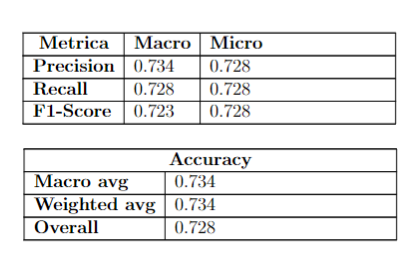 Metrica Macro Micro
Precision 0.734 0.728
Recall 0.728 0.728
F1-Score 0.723 0.728
Accuracy
Macro avg 0.734
Weighted avg 0.734
Overall 0.728